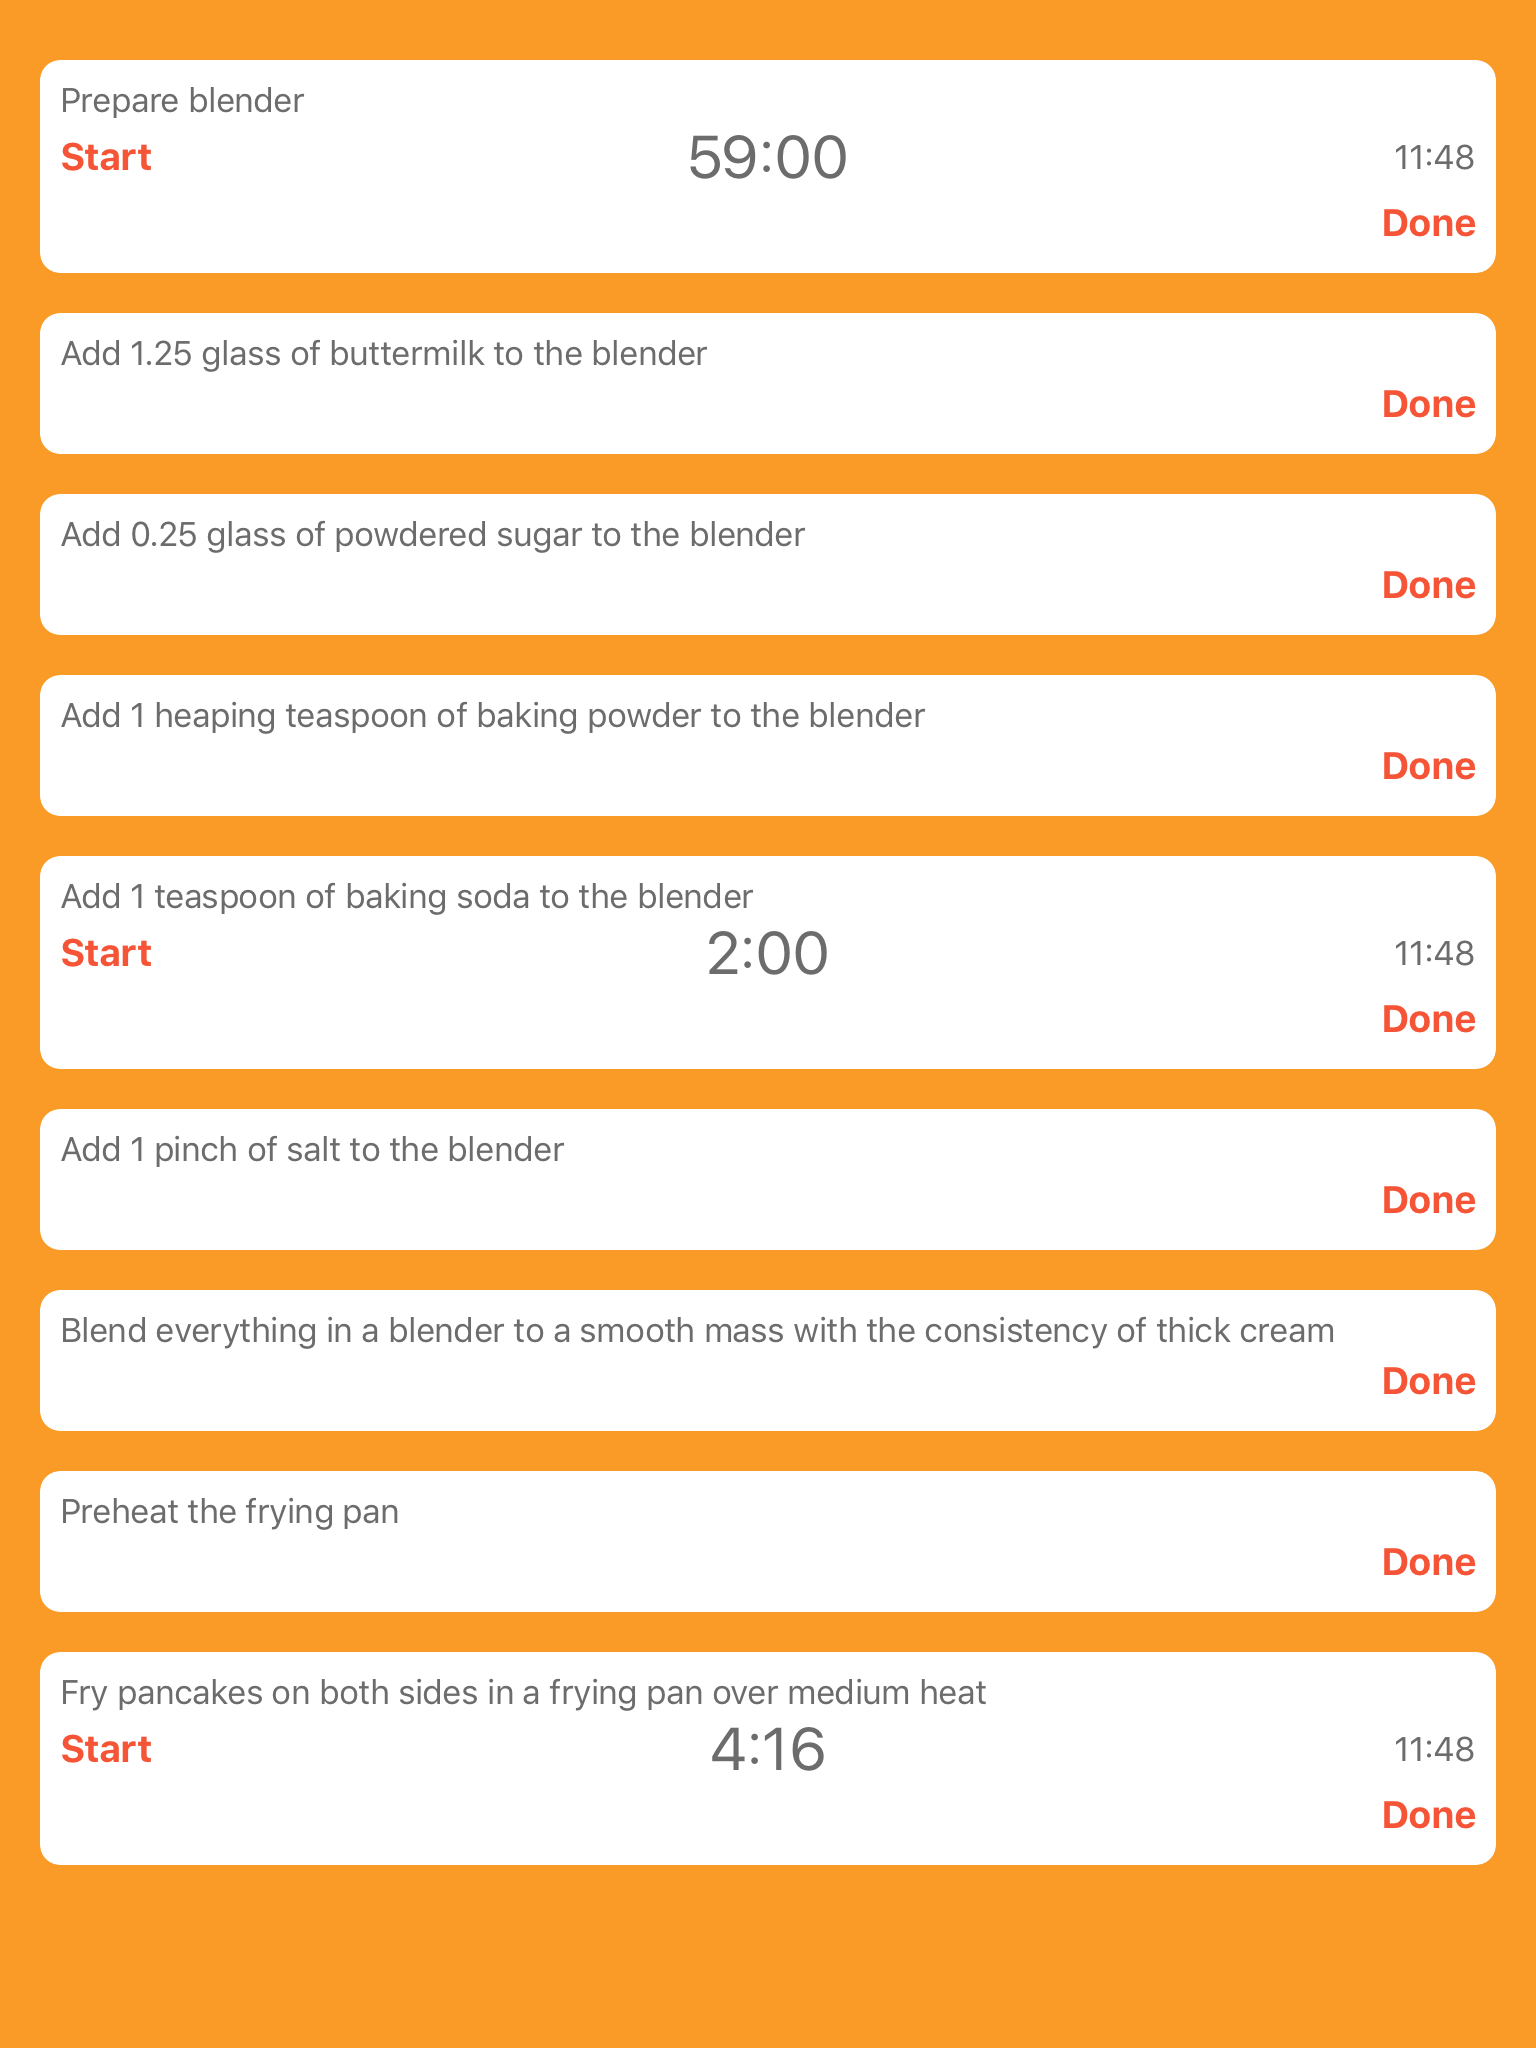 Prepare blender
Start 59:00 11:48
Done
Add 1.25 glass of buttermilk to the blender
Done
Add 0.25 glass of powdered sugar to the blender
Done
Add 1 heaping teaspoon of baking powder to the blender
Done
Add 1 teaspoon of baking soda to the blender
Start 2:00 11:48
Done
Add 1 pinch of salt to the blender
Done
Blend everything in a blender to a smooth mass with the consistency of thick cream
Done
Preheat the frying pan
Done
Fry pancakes on both sides in a frying pan over medium heat
Start 4:16 11:48
Done